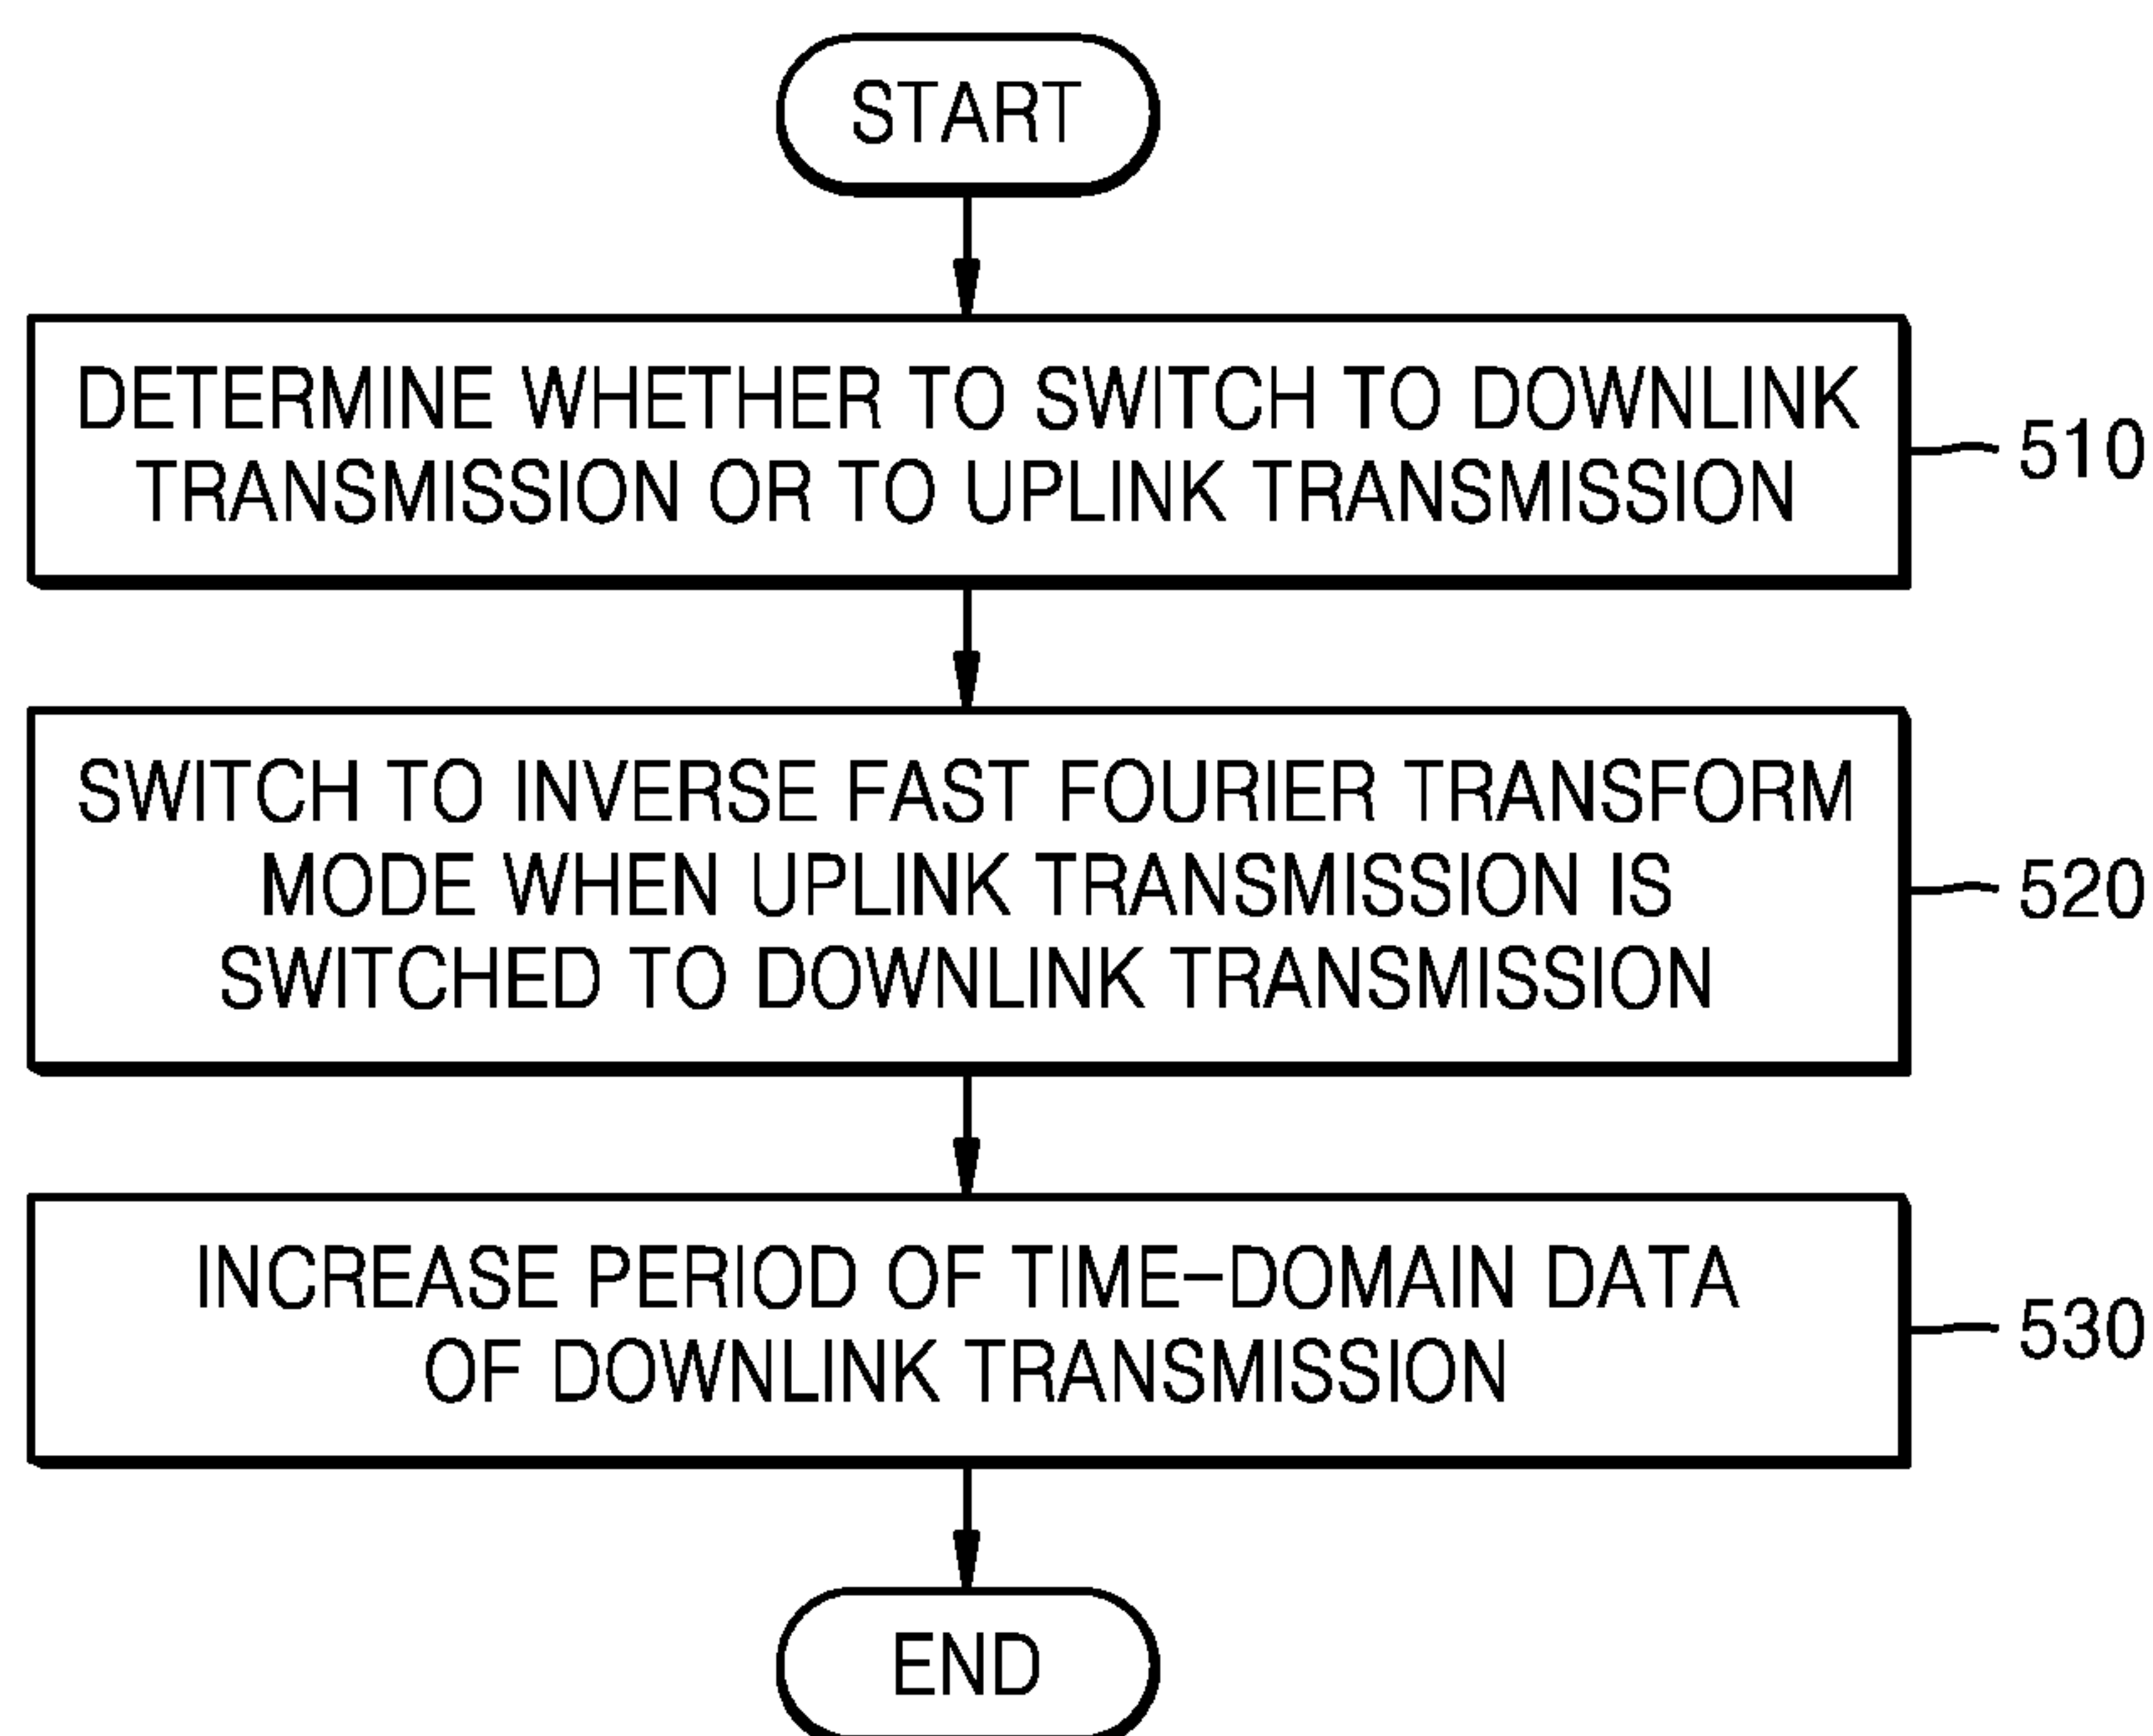 START
DETERMINE WHETHER TO SWITCH TO DOWNLINK
TRANSMISSION OR TO UPLINK TRANSMISSION
510
SWITCH TO INVERSE FAST FOURIER TRANSFORM
MODE WHEN UPLINK TRANSMISSION IS
SWITCHED TO DOWNLINK TRANSMISSION
520
INCREASE PERIOD OF TIME-DOMAIN DATA
OF DOWNLINK TRANSMISSION
530
END